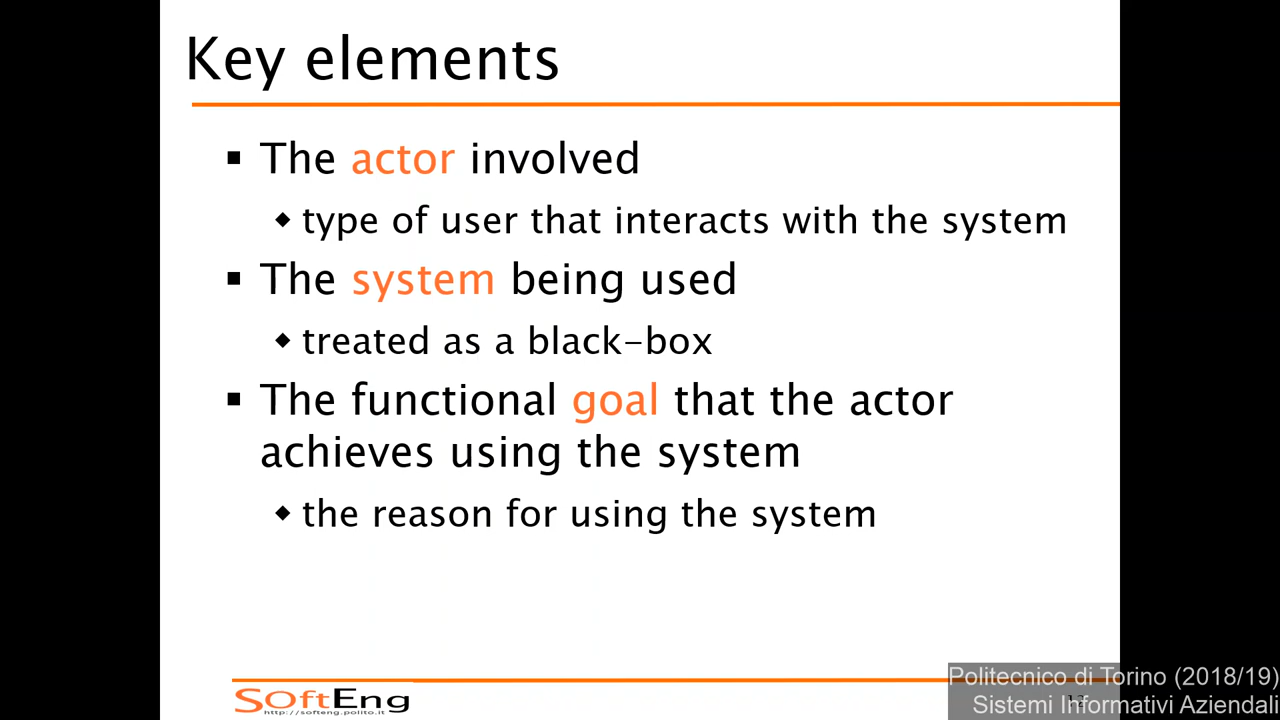 Key elements
▪ The actor involved
◆ type of user that interacts with the system
▪ The system being used
◆ treated as a black-box
▪ The functional goal that the actor
achieves using the system
◆ the reason for using the system
SoftEng
http://softeng.polito.it
12
Politecnico di Torino (2018/19)
Sistemi Informativi Aziendali